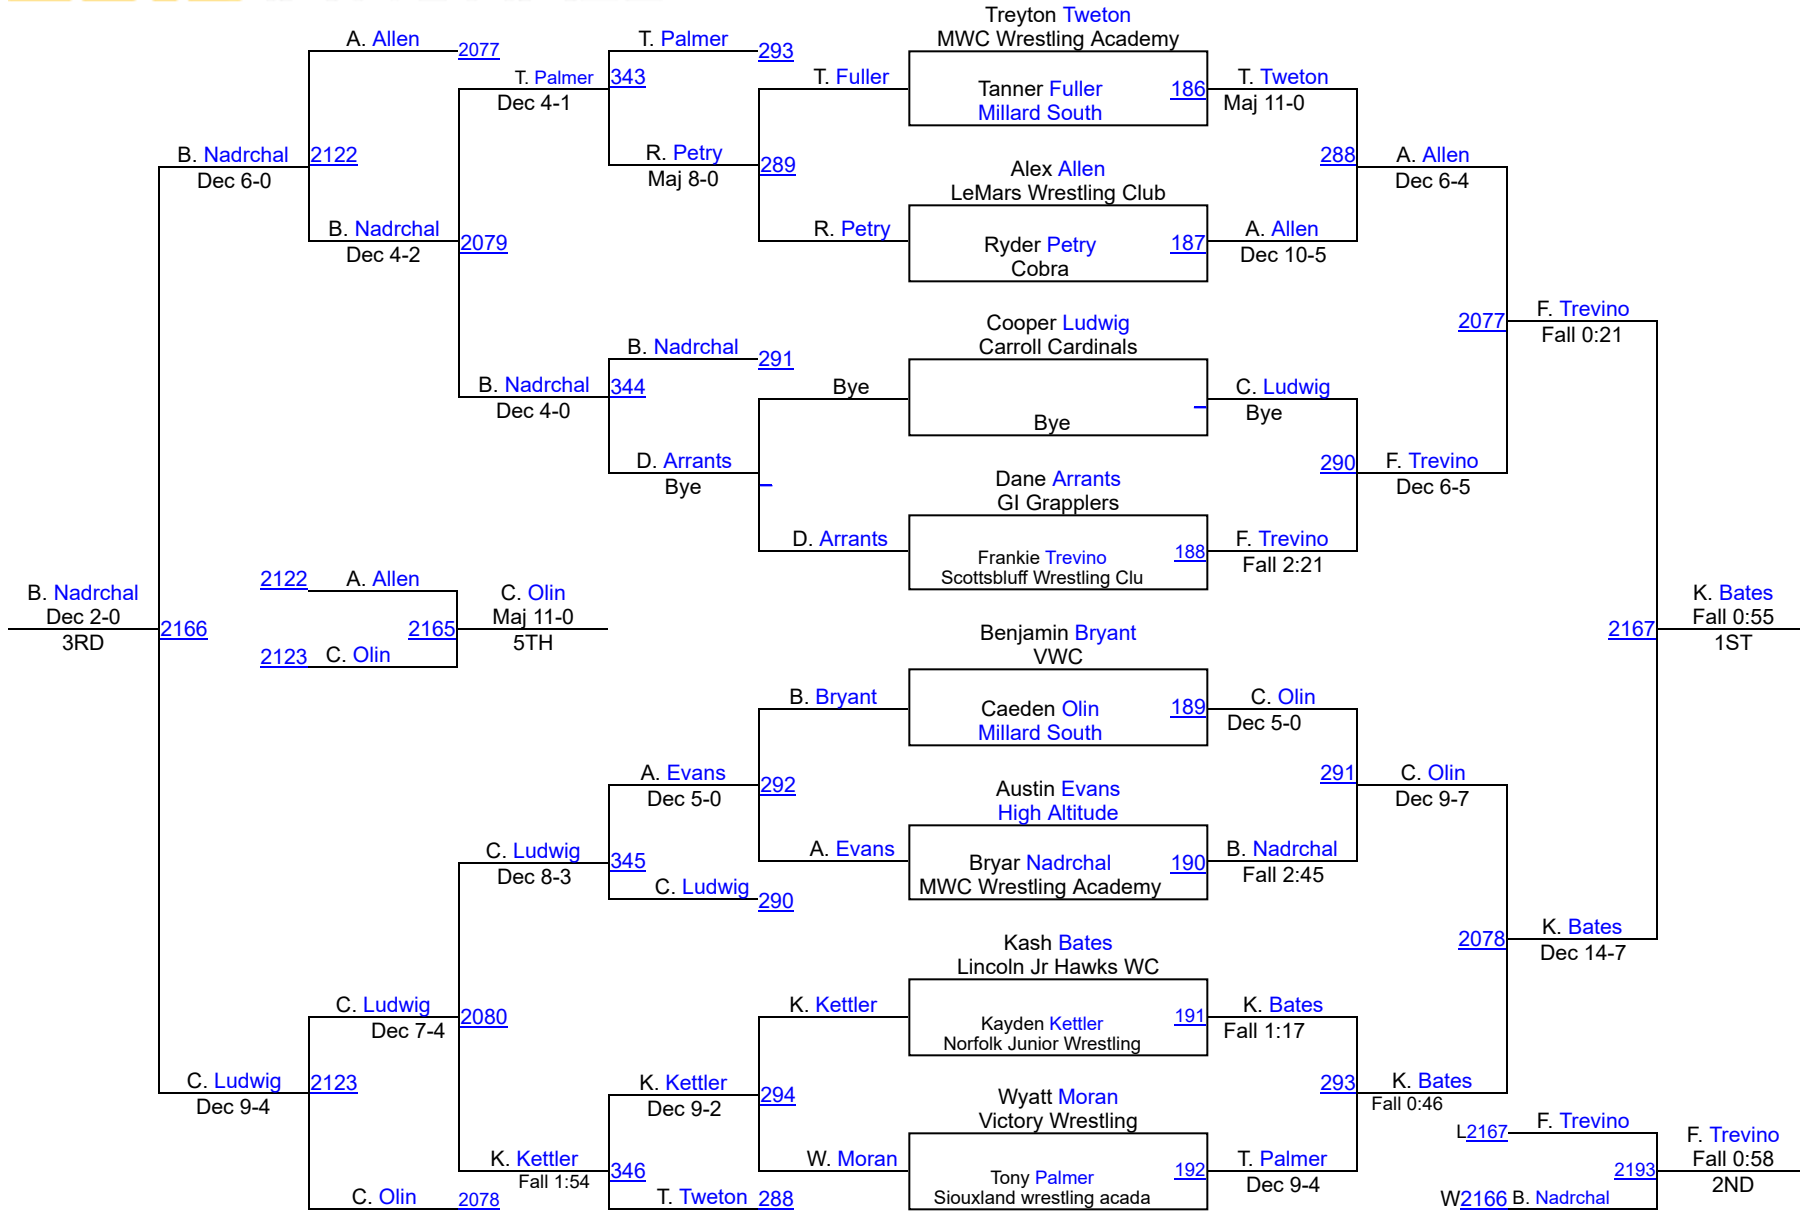 Treyton Tweton
MWC Wrestling Academy
Tanner Fuller
Millard South
186
Alex Allen
LeMars Wrestling Club
Ryder Petry
Cobra
187
Cooper Ludwig
Carroll Cardinals
Bye
Dane Arrants
GI Grapplers
Frankie Trevino
Scottsbluff Wrestling Clu
188
Benjamin Bryant
VWC
Caeden Olin
Millard South
189
Austin Evans
High Altitude
Bryar Nadrchal
MWC Wrestling Academy
190
Kash Bates
Lincoln Jr Hawks WC
Kayden Kettler
Norfolk Junior Wrestling
191
Wyatt Moran
Victory Wrestling
Tony Palmer
Siouxland wrestling acada
192
T. Tweton
Maj 11-0
288
A. Allen
Dec 10-5
C. Ludwig
Bye
290
F. Trevino
Fall 2:21
C. Olin
Dec 5-0
291
B. Nadrchal
Fall 2:45
K. Bates
Fall 1:17
293
T. Palmer
Dec 9-4
A. Allen
Dec 6-4
2077
F. Trevino
Dec 6-5
C. Olin
Dec 9-7
2078
K. Bates
Fall 0:46
F. Trevino
Fall 0:21
2167
K. Bates
Dec 14-7
K. Bates
Fall 0:55
1ST
L2167 F. Trevino
2193
W2166 B. Nadrchal
F. Trevino
Fall 0:58
2ND
T. Fuller
289
R. Petry
Bye
D. Arrants
B. Bryant
292
A. Evans
K. Kettler
294
W. Moran
T. Palmer 293
343
R. Petry
Maj 8-0
B. Nadrchal 291
344
D. Arrants
Bye
A. Evans
Dec 5-0
345
C. Ludwig 290
K. Kettler
Dec 9-2
346
T. Tweton 288
T. Palmer
Dec 4-1
2079
B. Nadrchal
Dec 4-0
C. Ludwig
Dec 8-3
2080
K. Kettler
Fall 1:54
A. Allen 2077
2122
B. Nadrchal
Dec 4-2
C. Ludwig
Dec 7-4
2123
C. Olin 2078
B. Nadrchal
Dec 6-0
2166
C. Ludwig
Dec 9-4
B. Nadrchal
Dec 2-0
3RD
2122 A. Allen
2165
2123 C. Olin
C. Olin
Maj 11-0
5TH